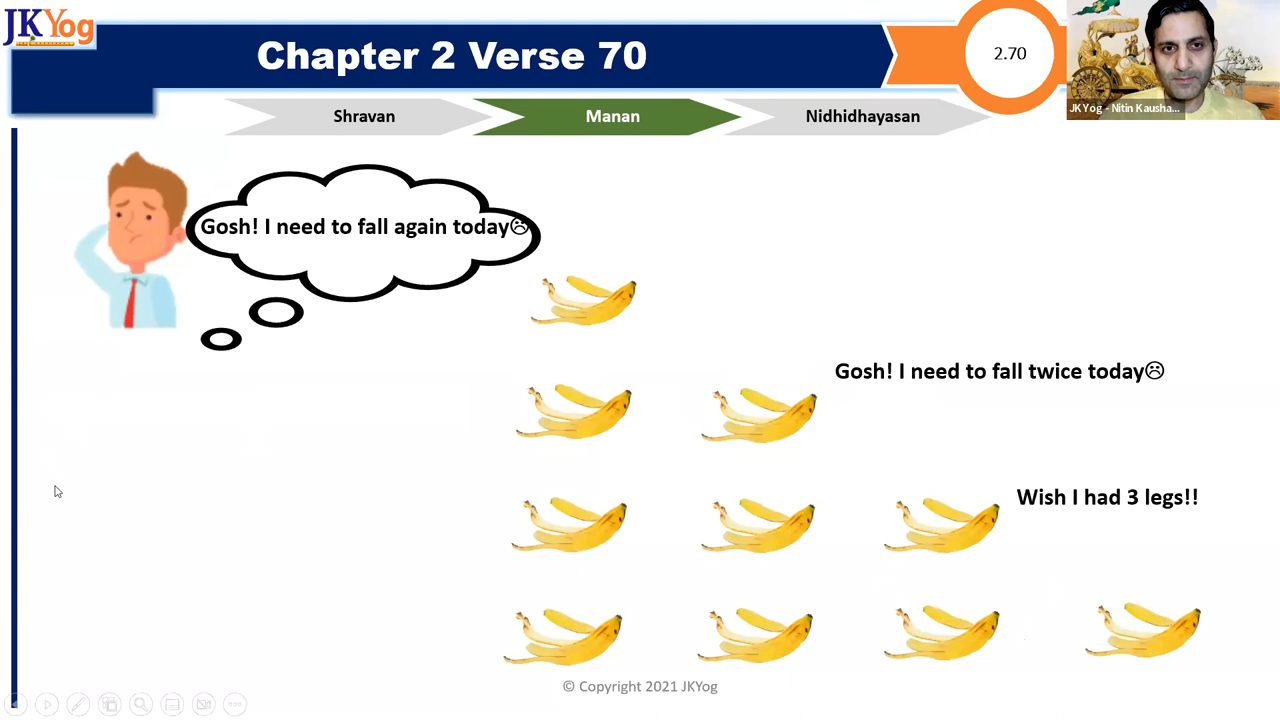 JKYog
Chapter 2 Verse 70
2.70
JKYog - Nitin Kausha...
Shravan
Manan
Nidhidhayasan
Gosh! I need to fall again today☹
Gosh! I need to fall twice today☹
Wish I had 3 legs!!
© Copyright 2021 JKYog